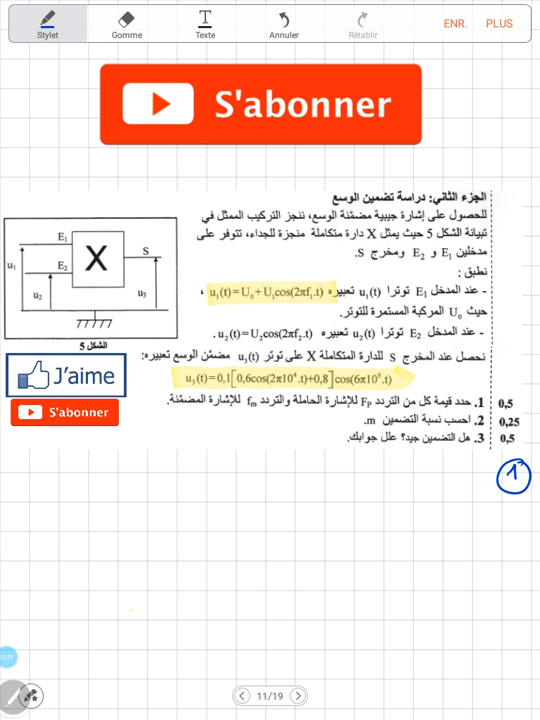 Stylet
Gomme
Texte
Annuler
Rétablir
ENR.
PLUS
S'abonner
الجزء الثاني: دراسة تضمين الوسع
للحصول على إشارة جيبية مضمَّنة الوسع، ننجز التركيب الممثل في
تبيانة الشكل 5 حيث يمثل X دارة متكاملة منجزة للجداء، تتوفر على
مدخلين E₁ و E₂ ومخرج S.
نطبق :
- عند المدخل E₁ توترا u₁(t) تعبيره u₁(t)=U₀+U₁cos(2πf₁.t) ،
حيث U₀ المركبة المستمرة للتوتر.
- عند المدخل E₂ توترا u₂(t) تعبيره u₂(t)=U₂cos(2πf₂.t).
نحصل عند المخرج S للدارة المتكاملة X على توتر u₃(t) مضمَّن الوسع تعبيره:
u₃(t)=0,1[0,6cos(2π10⁴.t)+0,8]cos(6π10⁵.t)
0,5 1. حدد قيمة كل من التردد Fₚ للإشارة الحاملة والتردد fₘ للإشارة المضمَّنة.
0,25 2. احسب نسبة التضمين m.
0,5 3. هل التضمين جيد؟ علل جوابك.
E₁
E₂
X
S
u₁
u₂
u₃
الشكل 5
J'aime
S'abonner
1
11/19